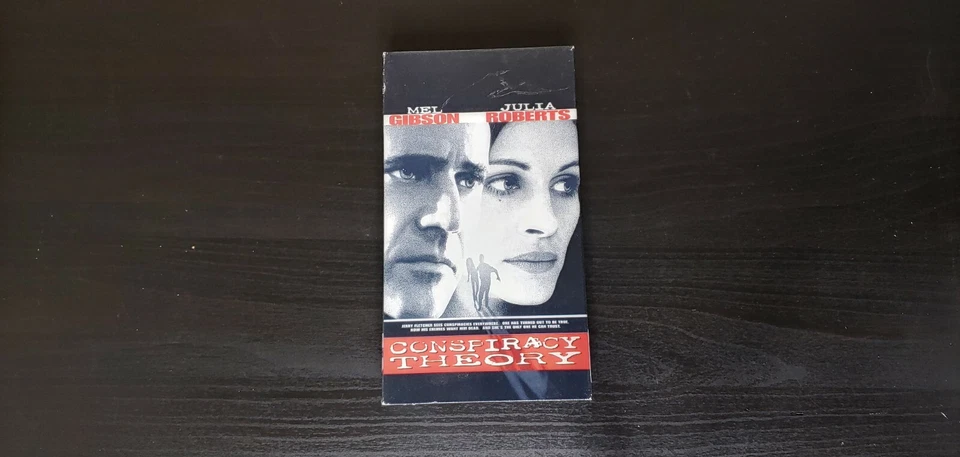 MEL JULIA
GIBSON ROBERTS
JERRY FLETCHER SEES CONSPIRACIES EVERYWHERE. ONE HAS TURNED OUT TO BE TRUE.
NOW HIS ENEMIES WANT HIM DEAD. AND SHE'S THE ONLY ONE HE CAN TRUST.
CONSPIRACY
THEORY